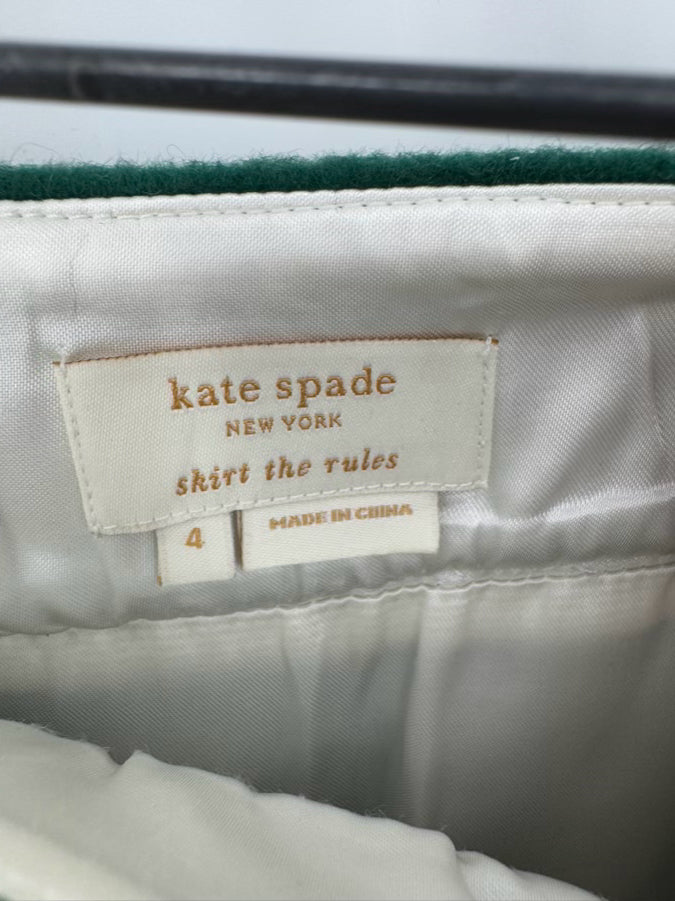 kate spade
NEW YORK
skirt the rules
4
MADE IN CHINA